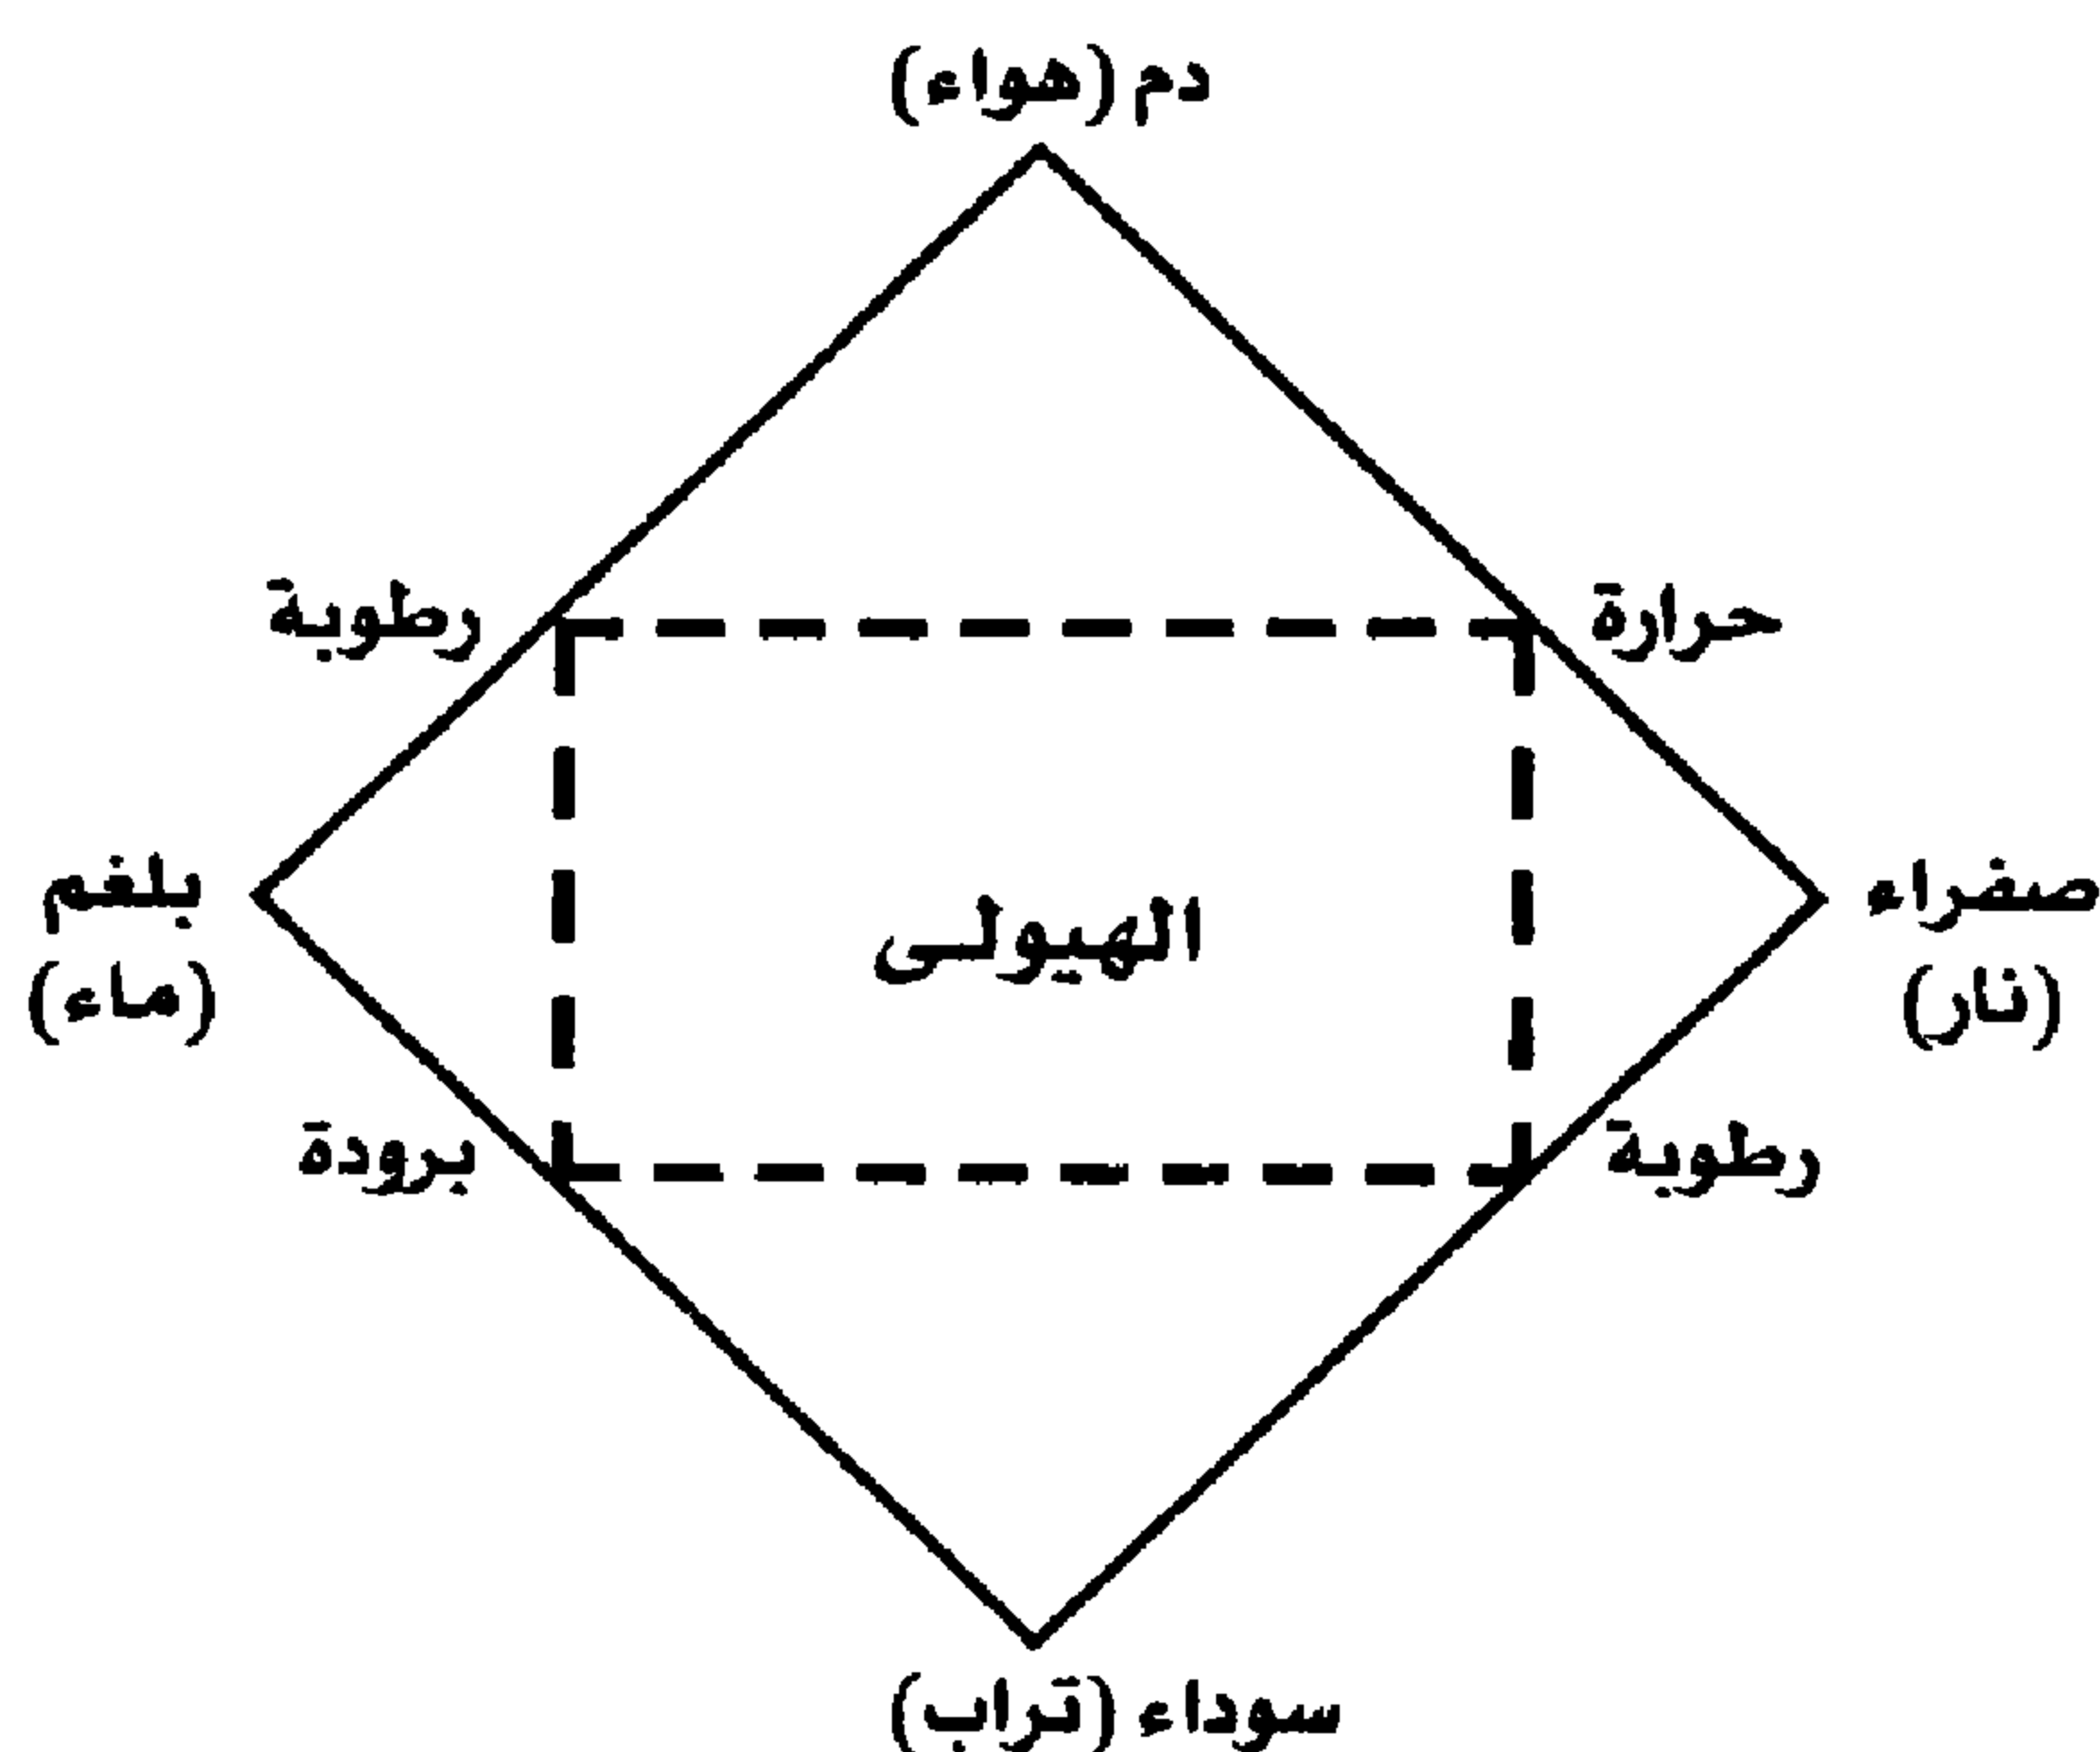 دم (هواء)
حرارة
رطوبة
صفراء
(نار)
الهيولى
بلغم
(ماء)
رطوبة
برودة
سوداء (تراب)